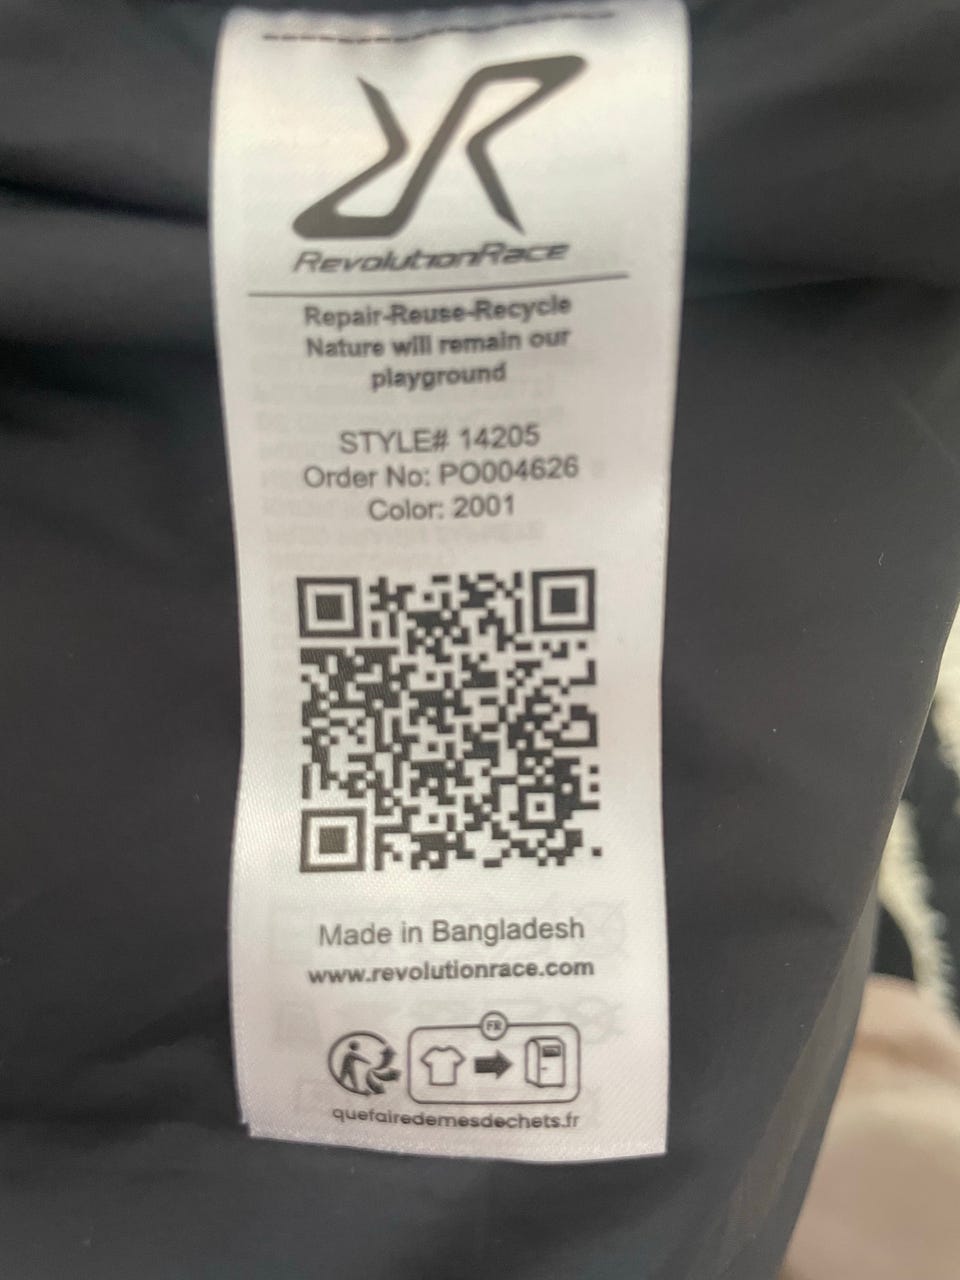 RevolutionRace
Repair-Reuse-Recycle
Nature will remain our
playground
STYLE# 14205
Order No: PO004626
Color: 2001
Made in Bangladesh
www.revolutionrace.com
FR
quefairedemesdechets.fr